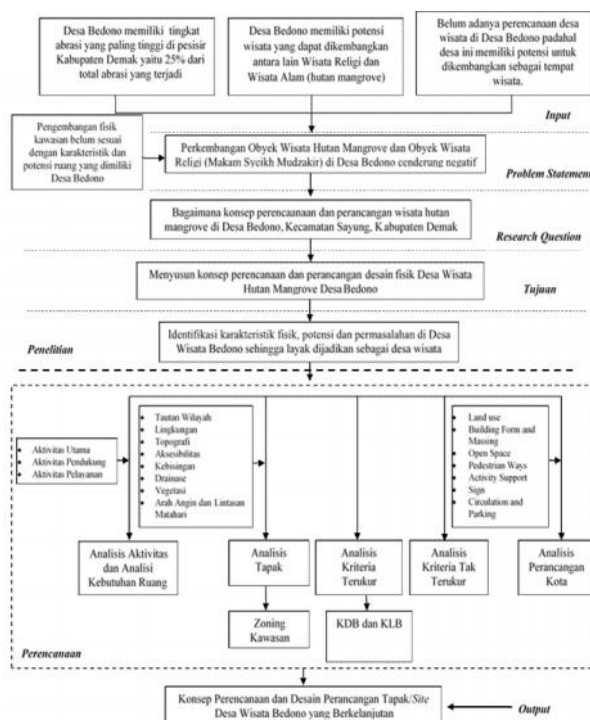 Desa Bedono memiliki tingkat
abrasi yang paling tinggi di pesisir
Kabupaten Demak yaitu 25% dari
total abrasi yang terjadi
Desa Bedono memiliki potensi
wisata yang dapat dikembangkan
antara lain Wisata Religi dan
Wisata Alam (hutan mangrove)
Belum adanya perencanaan desa
wisata di Desa Bedono padahal
desa ini memiliki potensi untuk
dikembangkan sebagai tempat
wisata.
Input
Pengembangan fisik
kawasan belum sesuai
dengan karakteristik dan
potensi ruang yang dimiliki
Desa Bedono
Perkembangan Obyek Wisata Hutan Mangrove dan Obyek Wisata
Religi (Makam Syeikh Mudzakir) di Desa Bedono cenderung negatif
Problem Statement
Bagaimana konsep perencaanaan dan perancangan wisata hutan
mangrove di Desa Bedono, Kecamatan Sayung, Kabupaten Demak
Research Question
Menyusun konsep perencanaan dan perancangan desain fisik Desa Wisata
Hutan Mangrove Desa Bedono
Tujuan
Identifikasi karakteristik fisik, potensi dan permasalahan di Desa
Wisata Bedono sehingga layak dijadikan sebagai desa wisata
Penelitian
• Aktivitas Utama
• Aktivitas Pendukung
• Aktivitas Pelayanan
• Tautan Wilayah
• Lingkungan
• Topografi
• Aksesibilitas
• Kebisingan
• Drainase
• Vegetasi
• Arah Angin dan Lintasan
Matahari
• Land use
• Building Form and
Massing
• Open Space
• Pedestrian Ways
• Activity Support
• Sign
• Circulation and
Parking
Analisis Aktivitas
dan Analisi
Kebutuhan Ruang
Analisis
Tapak
Analisis
Kriteria
Terukur
Analisis
Kriteria Tak
Terukur
Analisis
Perancangan
Kota
Zoning
Kawasan
KDB dan KLB
Perencanaan
Konsep Perencanaan dan Desain Perancangan Tapak/Site
Desa Wisata Bedono yang Berkelanjutan
Output